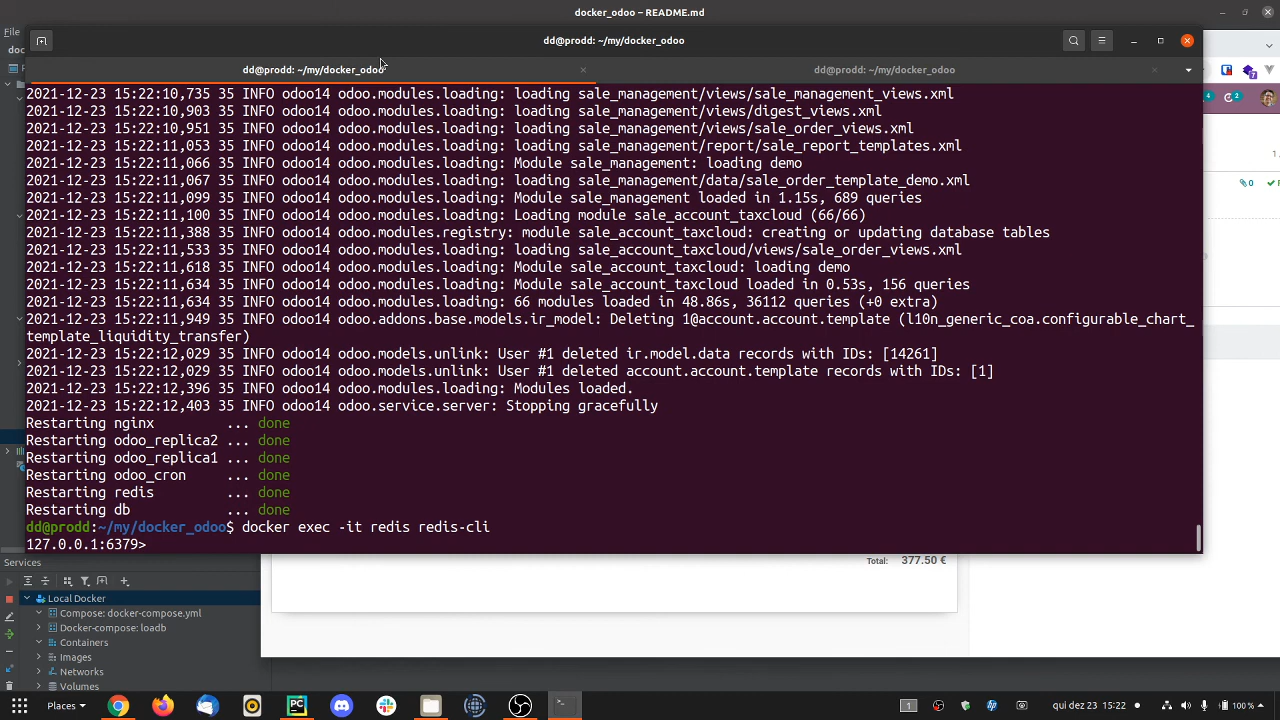 docker_odoo – README.md
File
dd@prodd: ~/my/docker_odoo
dd@prodd: ~/my/docker_odoo
dd@prodd: ~/my/docker_odoo
2021-12-23 15:22:10,735 35 INFO odoo14 odoo.modules.loading: loading sale_management/views/sale_management_views.xml
2021-12-23 15:22:10,903 35 INFO odoo14 odoo.modules.loading: loading sale_management/views/digest_views.xml
2021-12-23 15:22:10,951 35 INFO odoo14 odoo.modules.loading: loading sale_management/views/sale_order_views.xml
2021-12-23 15:22:11,053 35 INFO odoo14 odoo.modules.loading: loading sale_management/report/sale_report_templates.xml
2021-12-23 15:22:11,066 35 INFO odoo14 odoo.modules.loading: Module sale_management: loading demo
2021-12-23 15:22:11,067 35 INFO odoo14 odoo.modules.loading: loading sale_management/data/sale_order_template_demo.xml
2021-12-23 15:22:11,099 35 INFO odoo14 odoo.modules.loading: Module sale_management loaded in 1.15s, 689 queries
2021-12-23 15:22:11,100 35 INFO odoo14 odoo.modules.loading: Loading module sale_account_taxcloud (66/66)
2021-12-23 15:22:11,388 35 INFO odoo14 odoo.modules.registry: module sale_account_taxcloud: creating or updating database tables
2021-12-23 15:22:11,533 35 INFO odoo14 odoo.modules.loading: loading sale_account_taxcloud/views/sale_order_views.xml
2021-12-23 15:22:11,618 35 INFO odoo14 odoo.modules.loading: Module sale_account_taxcloud: loading demo
2021-12-23 15:22:11,634 35 INFO odoo14 odoo.modules.loading: Module sale_account_taxcloud loaded in 0.53s, 156 queries
2021-12-23 15:22:11,634 35 INFO odoo14 odoo.modules.loading: 66 modules loaded in 48.86s, 36112 queries (+0 extra)
2021-12-23 15:22:11,949 35 INFO odoo14 odoo.addons.base.models.ir_model: Deleting 1@account.account.template (l10n_generic_coa.configurable_chart_
template_liquidity_transfer)
2021-12-23 15:22:12,029 35 INFO odoo14 odoo.models.unlink: User #1 deleted ir.model.data records with IDs: [14261]
2021-12-23 15:22:12,029 35 INFO odoo14 odoo.models.unlink: User #1 deleted account.account.template records with IDs: [1]
2021-12-23 15:22:12,396 35 INFO odoo14 odoo.modules.loading: Modules loaded.
2021-12-23 15:22:12,403 35 INFO odoo14 odoo.service.server: Stopping gracefully
Restarting nginx ... done
Restarting odoo_replica2 ... done
Restarting odoo_replica1 ... done
Restarting odoo_cron ... done
Restarting redis ... done
Restarting db ... done
dd@prodd:~/my/docker_odoo$ docker exec -it redis redis-cli
127.0.0.1:6379>
Services
Total: 377.50 €
Local Docker
Compose: docker-compose.yml
Docker-compose: loadb
Containers
Images
Networks
Volumes
Places
1
qui dez 23 15:22
100 %